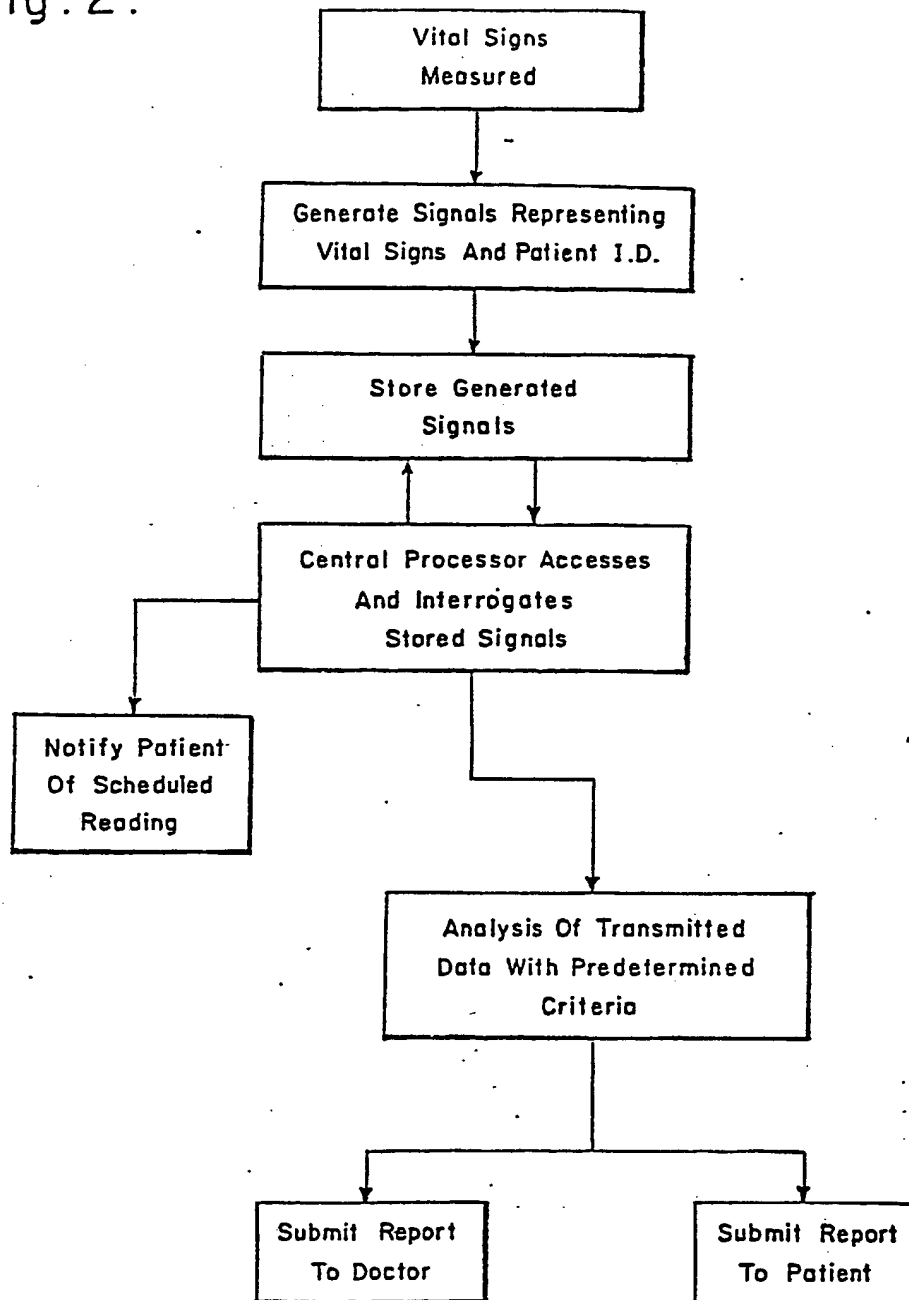 ig. 2.
Vital Signs
Measured
Generate Signals Representing
Vital Signs And Patient I.D.
Store Generated
Signals
Central Processor Accesses
And Interrogates
Stored Signals
Notify Patient
Of Scheduled
Reading
Analysis Of Transmitted
Data With Predetermined
Criteria
Submit Report
To Doctor
Submit Report
To Patient